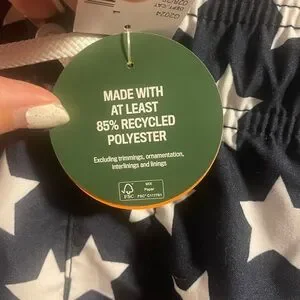 MADE WITH
AT LEAST
85% RECYCLED
POLYESTER
Excluding trimmings, ornamentation,
interlinings and linings
FSC
MIX
Paper